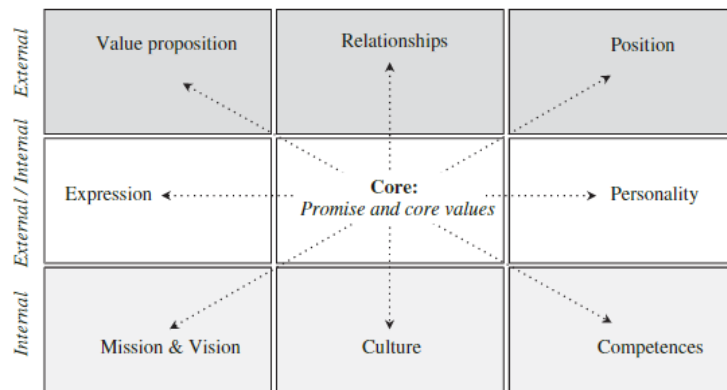 External
Value proposition
Relationships
Position
External / Internal
Expression
Core:
Promise and core values
Personality
Internal
Mission & Vision
Culture
Competences